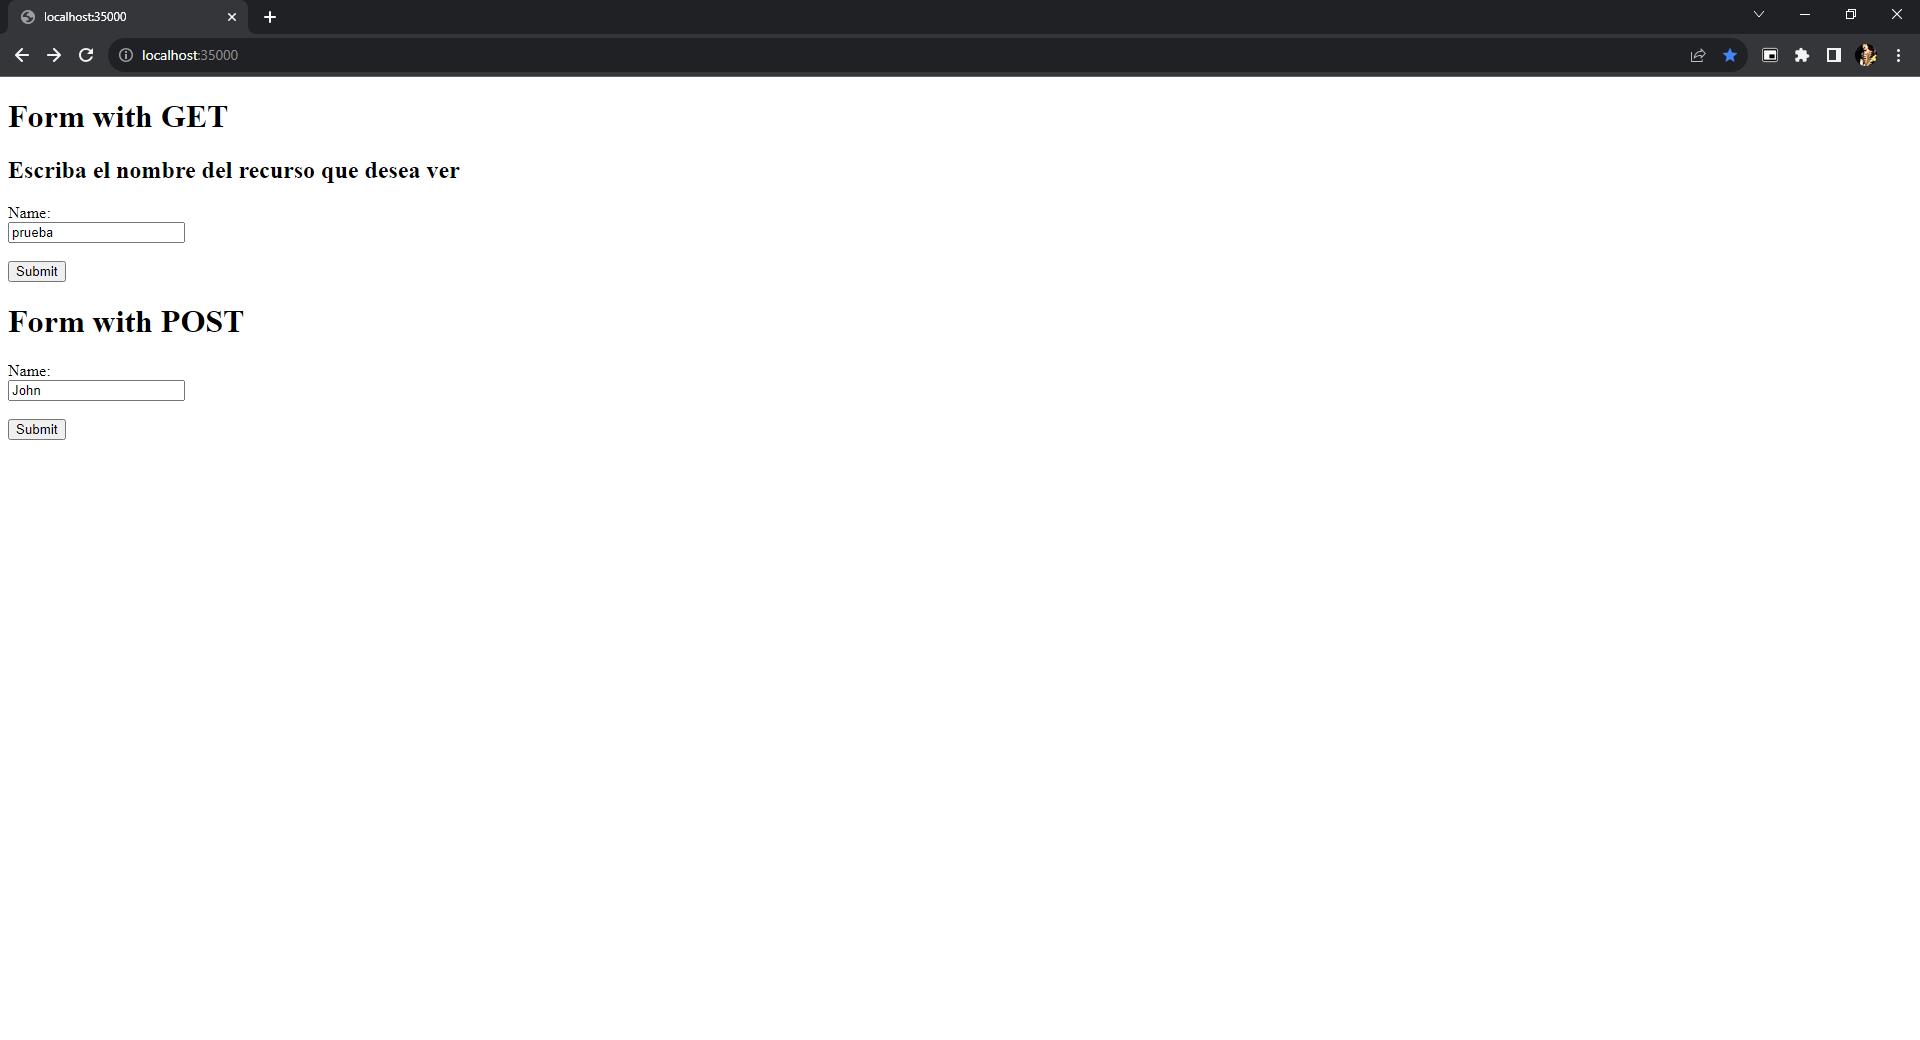 localhost:35000
localhost:35000
Form with GET
Escriba el nombre del recurso que desea ver
Name:
prueba
Submit
Form with POST
Name:
John
Submit